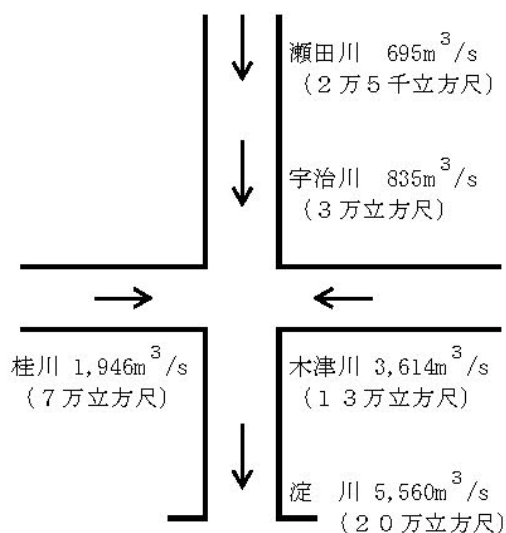 瀬田川 695m³/s
(2万5千立方尺)
宇治川 835m³/s
(3万立方尺)
桂川 1,946m³/s
(7万立方尺)
木津川 3,614m³/s
(13万立方尺)
淀 川 5,560m³/s
(20万立方尺)